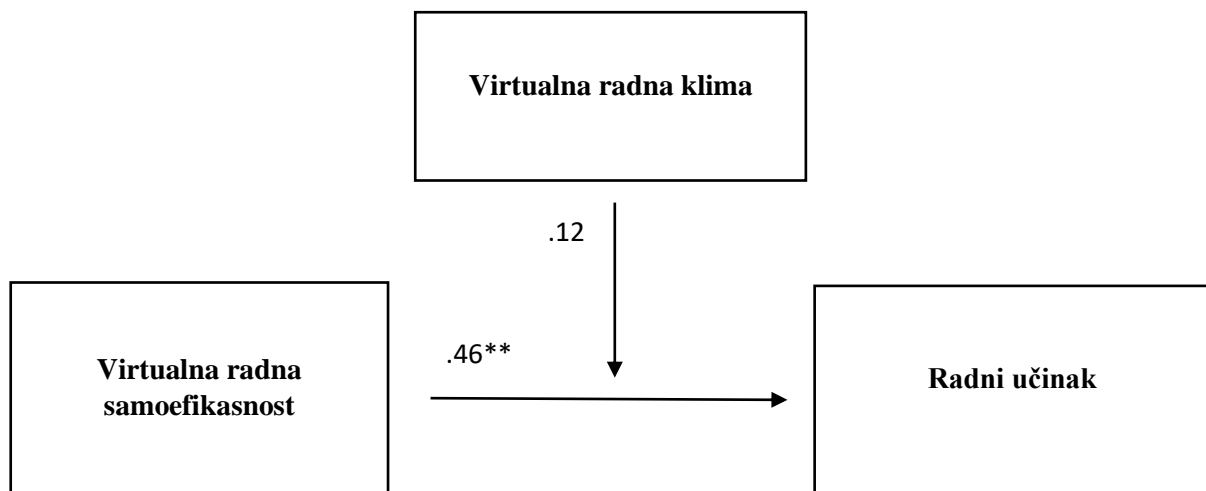 Virtualna radna klima
.12
.46**
Virtualna radna
samoefikasnost
Radni učinak